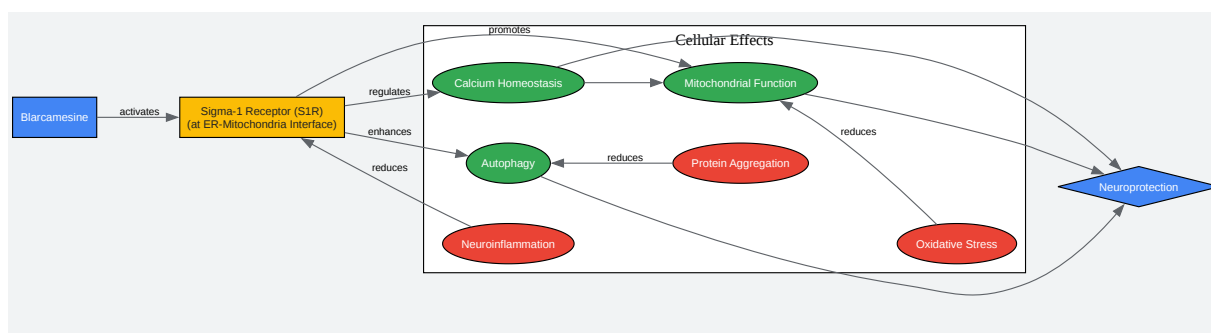 promotes
Cellular Effects
Calcium Homeostasis
Mitochondrial Function
regulates
Blarcamesine
activates
Sigma-1 Receptor (S1R)
(at ER-Mitochondria Interface)
enhances
reduces
Autophagy
reduces
Protein Aggregation
reduces
Neuroprotection
Neuroinflammation
Oxidative Stress